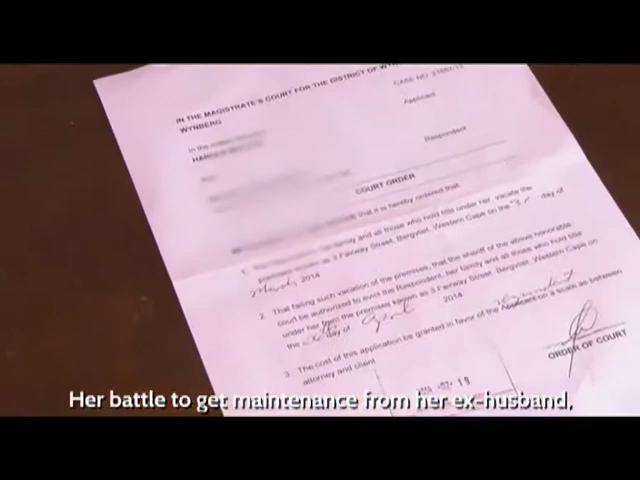 IN THE MAGISTRATE'S COURT FOR THE DISTRICT OF
WYNBERG
CASE NO
Applicant
In the
Respondent
COURT ORDER
that it is hereby ordered that
1. family and all those who hold title under her, vacate the
premises known as 3 Fairway Street, Bergvliet, Western Cape on the 31 day of
March 2014
2. That failing such vacation of the premises, that the sheriff of the above honorable
court be authorized to evict the Respondent, her family and all those who hold title
under her from the premises known as 3 Fairway Street, Bergvliet, Western Cape on
the day of April 2014
3. The cost of this application be granted in favor of the Applicant on a scale as between
attorney and client
ORDER OF COURT
Her battle to get maintenance from her ex-husband,